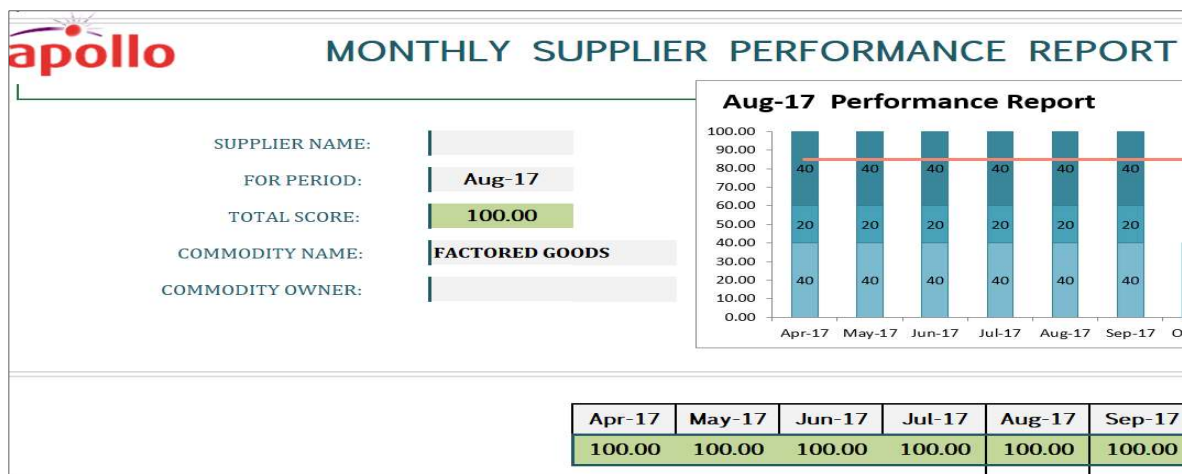 apollo
MONTHLY SUPPLIER PERFORMANCE REPORT
SUPPLIER NAME:
FOR PERIOD: Aug-17
TOTAL SCORE: 100.00
COMMODITY NAME: FACTORED GOODS
COMMODITY OWNER:
Aug-17 Performance Report
100.00
90.00
80.00
70.00
60.00
50.00
40.00
30.00
20.00
10.00
0.00
40 40 40 40 40 40
20 20 20 20 20 20
40 40 40 40 40 40
Apr-17 May-17 Jun-17 Jul-17 Aug-17 Sep-17 O
Apr-17 May-17 Jun-17 Jul-17 Aug-17 Sep-17
100.00 100.00 100.00 100.00 100.00 100.00